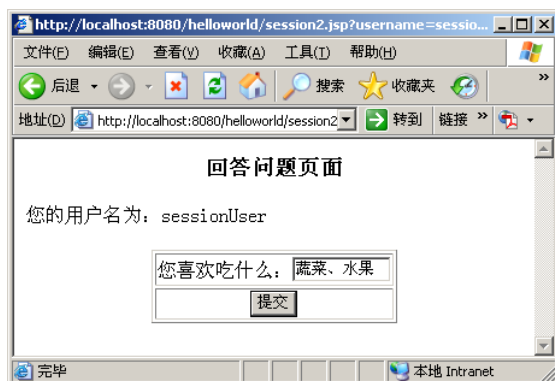 http://localhost:8080/helloworld/session2.jsp?username=sessio...
文件(F) 编辑(E) 查看(V) 收藏(A) 工具(T) 帮助(H)
后退 搜索 收藏夹 »
地址(D) http://localhost:8080/helloworld/session2 转到 链接 »
回答问题页面
您的用户名为：sessionUser
您喜欢吃什么：蔬菜、水果
提交
完毕 本地 Intranet